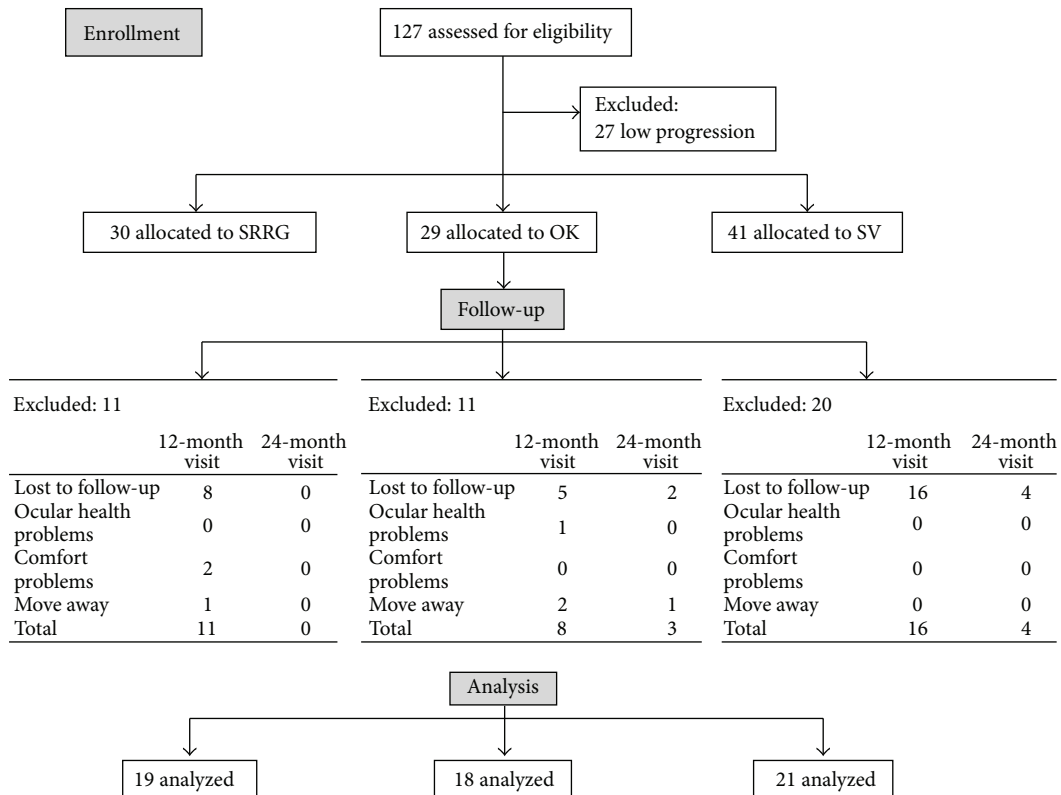 Enrollment
127 assessed for eligibility
Excluded:
27 low progression
30 allocated to SRRG
29 allocated to OK
41 allocated to SV
Follow-up
Excluded: 11
12-month 24-month
visit visit
Lost to follow-up 8 0
Ocular health
problems 0 0
Comfort
problems 2 0
Move away 1 0
Total 11 0
Excluded: 11
12-month 24-month
visit visit
Lost to follow-up 5 2
Ocular health
problems 1 0
Comfort
problems 0 0
Move away 2 1
Total 8 3
Excluded: 20
12-month 24-month
visit visit
Lost to follow-up 16 4
Ocular health
problems 0 0
Comfort
problems 0 0
Move away 0 0
Total 16 4
Analysis
19 analyzed
18 analyzed
21 analyzed